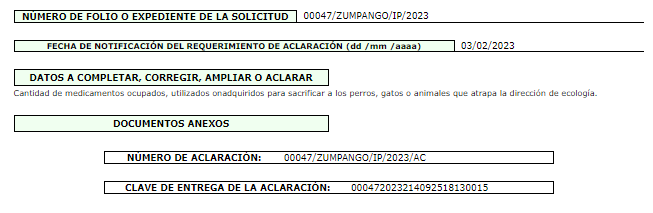 NÚMERO DE FOLIO O EXPEDIENTE DE LA SOLICITUD 00047/ZUMPANGO/IP/2023
FECHA DE NOTIFICACIÓN DEL REQUERIMIENTO DE ACLARACIÓN (dd /mm /aaaa) 03/02/2023
DATOS A COMPLETAR, CORREGIR, AMPLIAR O ACLARAR
Cantidad de medicamentos ocupados, utilizados onadquiridos para sacrificar a los perros, gatos o animales que atrapa la dirección de ecología.
DOCUMENTOS ANEXOS
NÚMERO DE ACLARACIÓN: 00047/ZUMPANGO/IP/2023/AC
CLAVE DE ENTREGA DE LA ACLARACIÓN: 000472023214092518130015